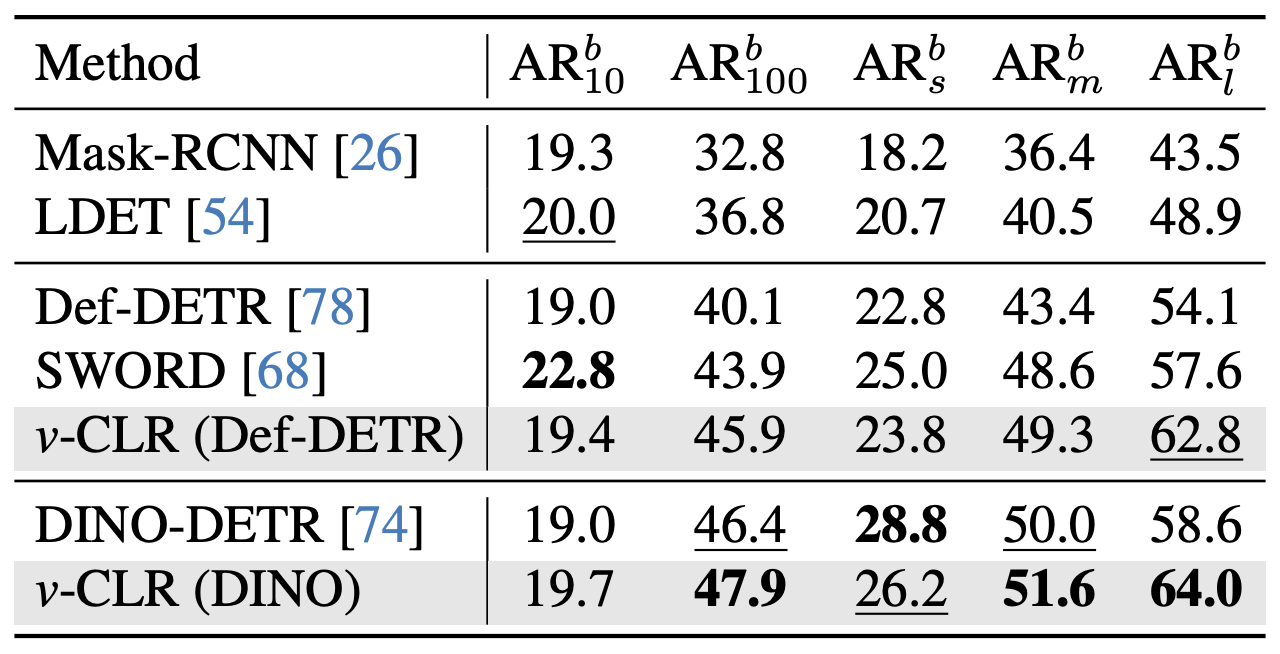 Method AR^b_10 AR^b_100 AR^b_s AR^b_m AR^b_l
Mask-RCNN [26] 19.3 32.8 18.2 36.4 43.5
LDET [54] 20.0 36.8 20.7 40.5 48.9
Def-DETR [78] 19.0 40.1 22.8 43.4 54.1
SWORD [68] 22.8 43.9 25.0 48.6 57.6
v-CLR (Def-DETR) 19.4 45.9 23.8 49.3 62.8
DINO-DETR [74] 19.0 46.4 28.8 50.0 58.6
v-CLR (DINO) 19.7 47.9 26.2 51.6 64.0